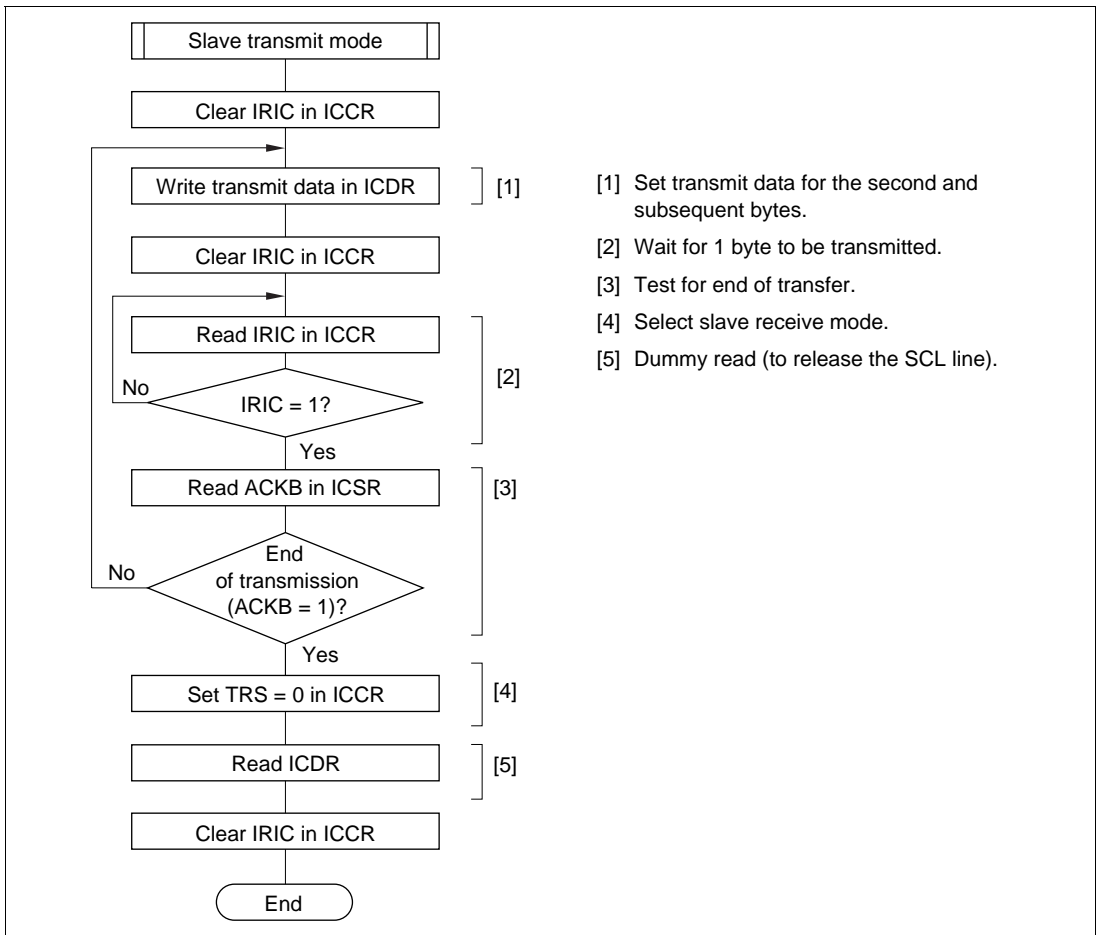 Slave transmit mode
Clear IRIC in ICCR
Write transmit data in ICDR
[1]
Clear IRIC in ICCR
Read IRIC in ICCR
[2]
No
IRIC = 1?
Yes
Read ACKB in ICSR
[3]
No
End
of transmission
(ACKB = 1)?
Yes
Set TRS = 0 in ICCR
[4]
Read ICDR
[5]
Clear IRIC in ICCR
End
[1] Set transmit data for the second and
subsequent bytes.
[2] Wait for 1 byte to be transmitted.
[3] Test for end of transfer.
[4] Select slave receive mode.
[5] Dummy read (to release the SCL line).